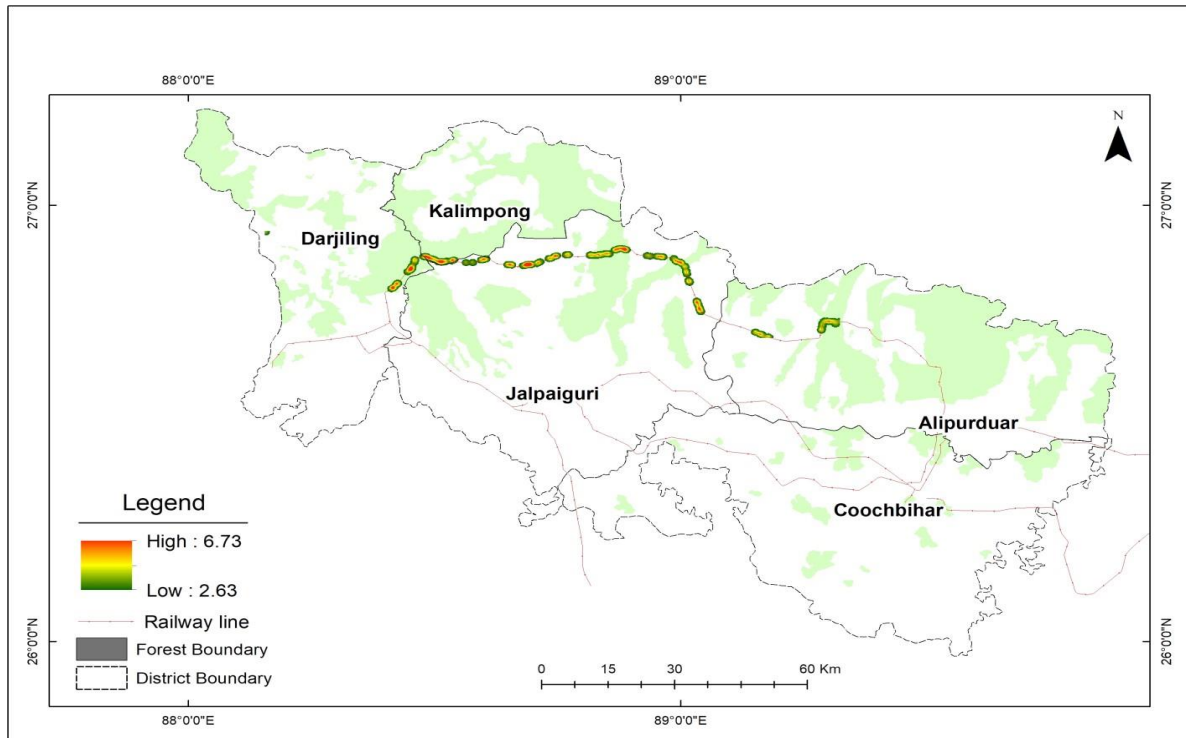 88°0'0"E
89°0'0"E
N
27°0'0"N
27°0'0"N
Kalimpong
Darjiling
Jalpaiguri
Alipurduar
Coochbihar
Legend
High : 6.73
Low : 2.63
Railway line
Forest Boundary
District Boundary
0 15 30 60 Km
26°0'0"N
26°0'0"N
88°0'0"E
89°0'0"E